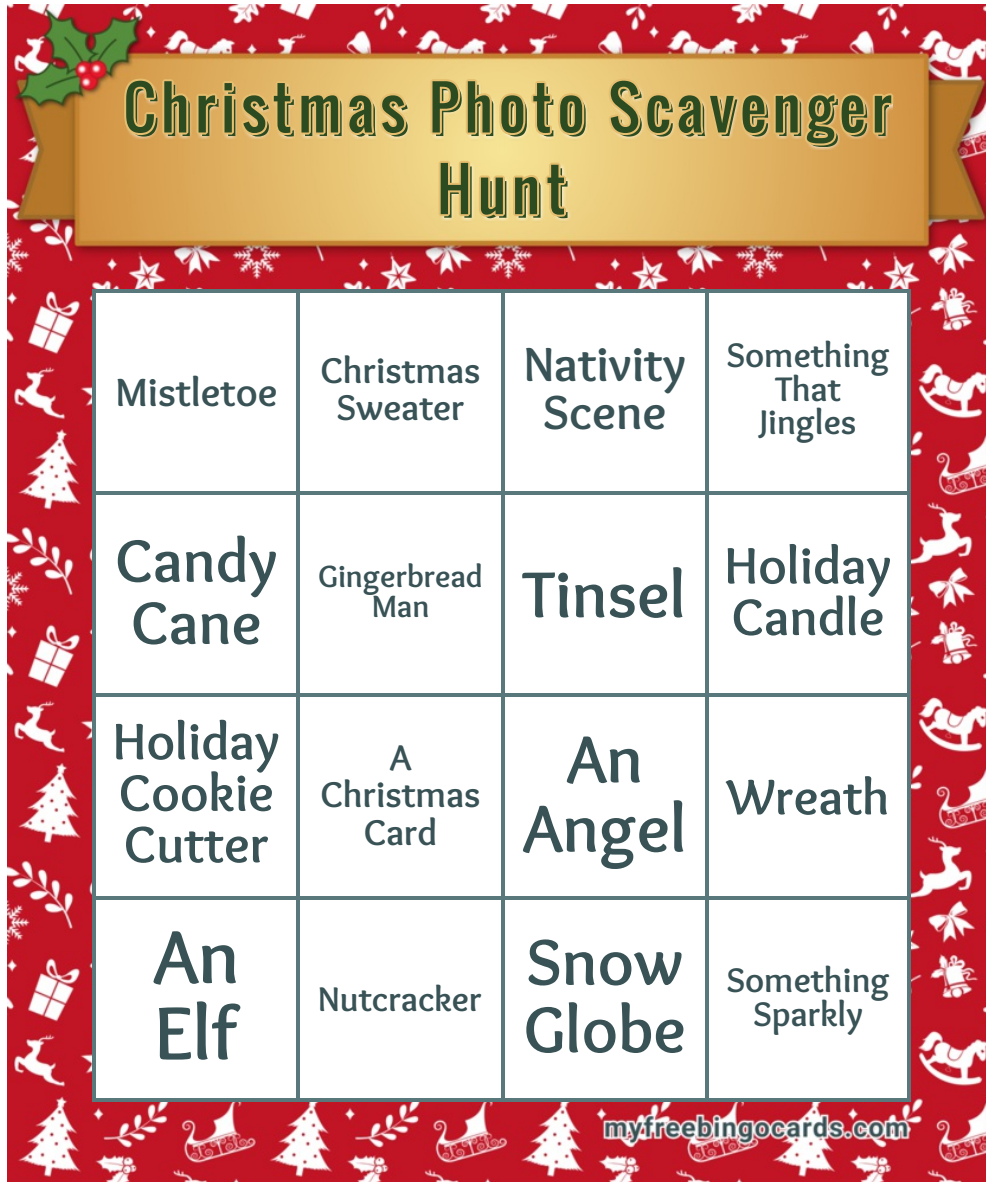 Christmas Photo Scavenger
Hunt
Mistletoe
Christmas
Sweater
Nativity
Scene
Something
That
Jingles
Candy
Cane
Gingerbread
Man
Tinsel
Holiday
Candle
Holiday
Cookie
Cutter
A
Christmas
Card
An
Angel
Wreath
An
Elf
Nutcracker
Snow
Globe
Something
Sparkly
myfreebingocards.com